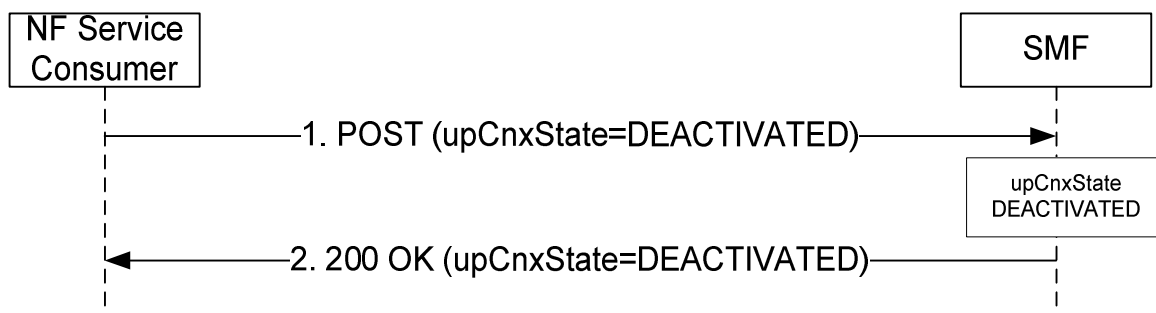 NF Service
Consumer
SMF
1. POST (upCnxState=DEACTIVATED)
upCnxState
DEACTIVATED
2. 200 OK (upCnxState=DEACTIVATED)